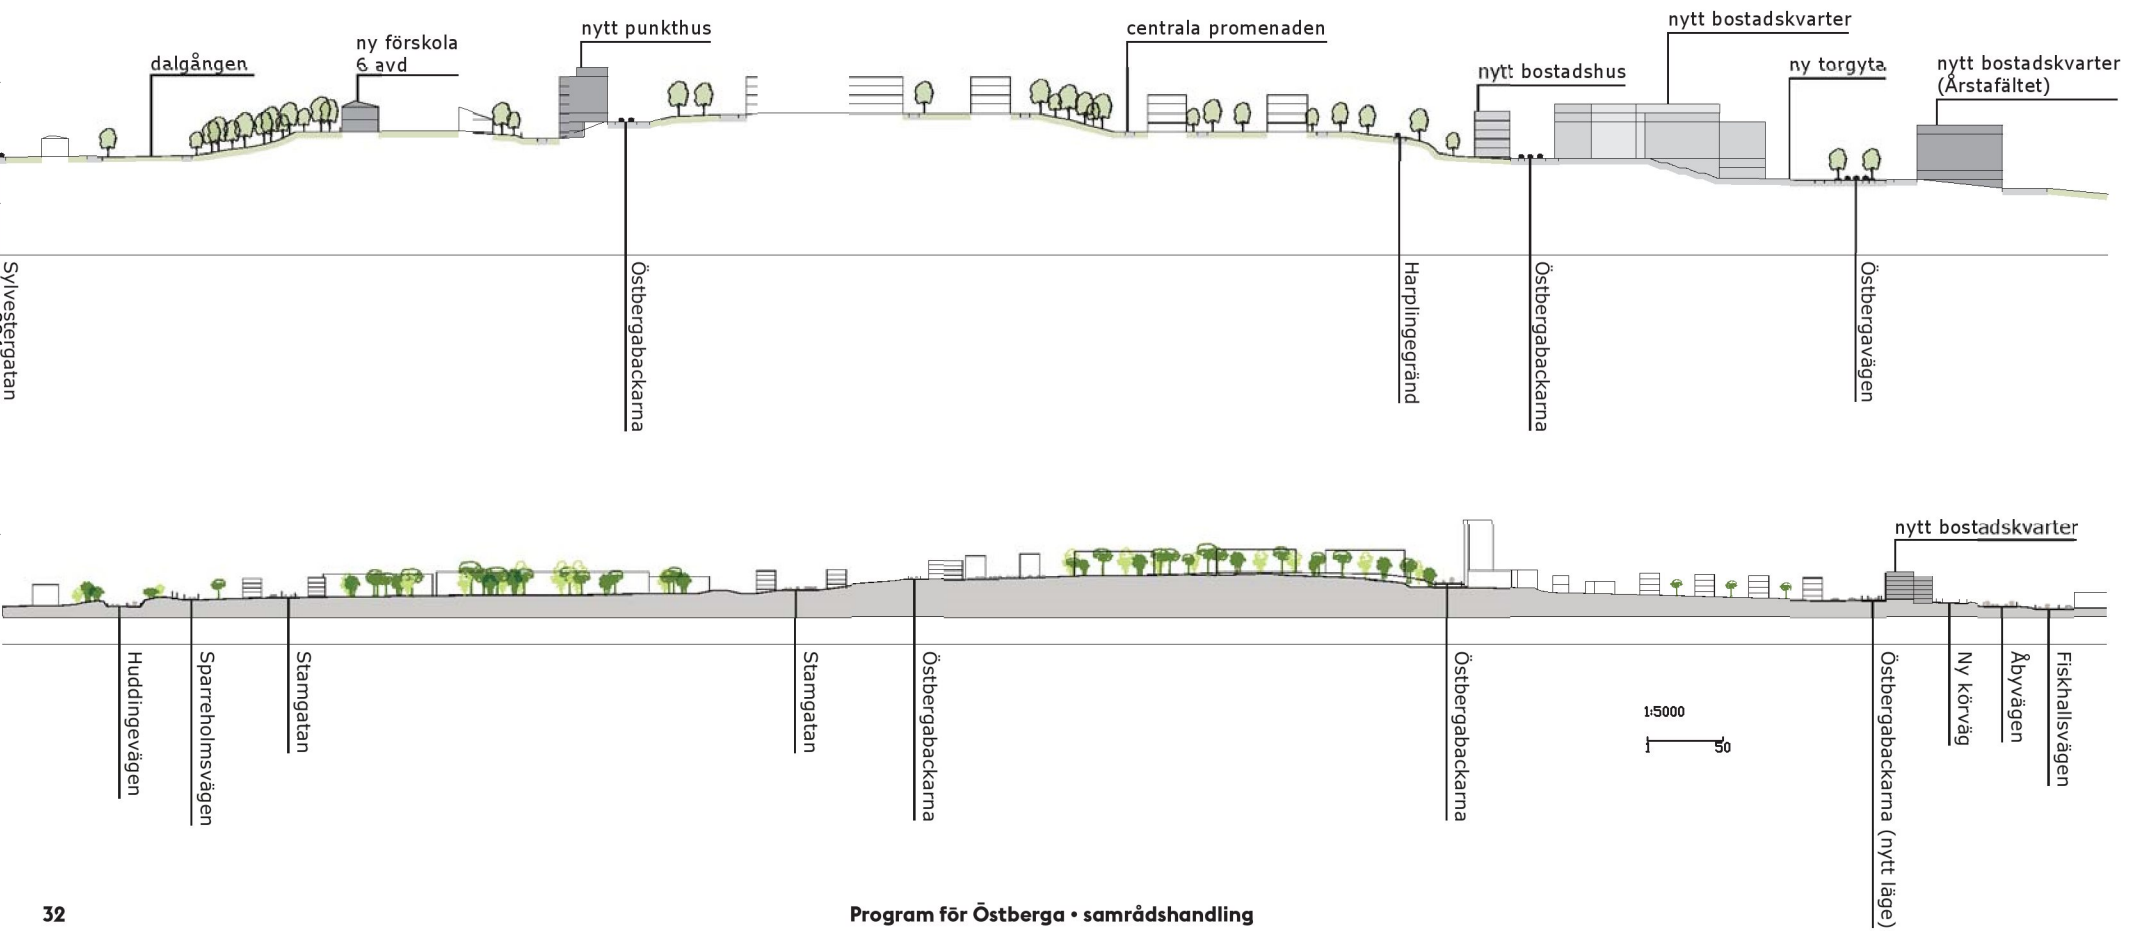 nytt punkthus
centrala promenaden
nytt bostadskvarter
ny förskola
6 avd
dalgången
nytt bostadshus
ny torgyta
nytt bostadskvarter
(Årstafältet)
Sylvestergatan
Östbergabackarna
Harplingegränd
Östbergabackarna
Östbergavägen
nytt bostadskvarter
Huddingevägen
Sparreholmsvägen
Stamgatan
Stamgatan
Östbergabackarna
Östbergabackarna
1:5000
1 50
Östbergabackarna (nytt läge)
Ny körväg
Åbyvägen
Fiskhallsvägen
32
Program för Östberga • samrådshandling